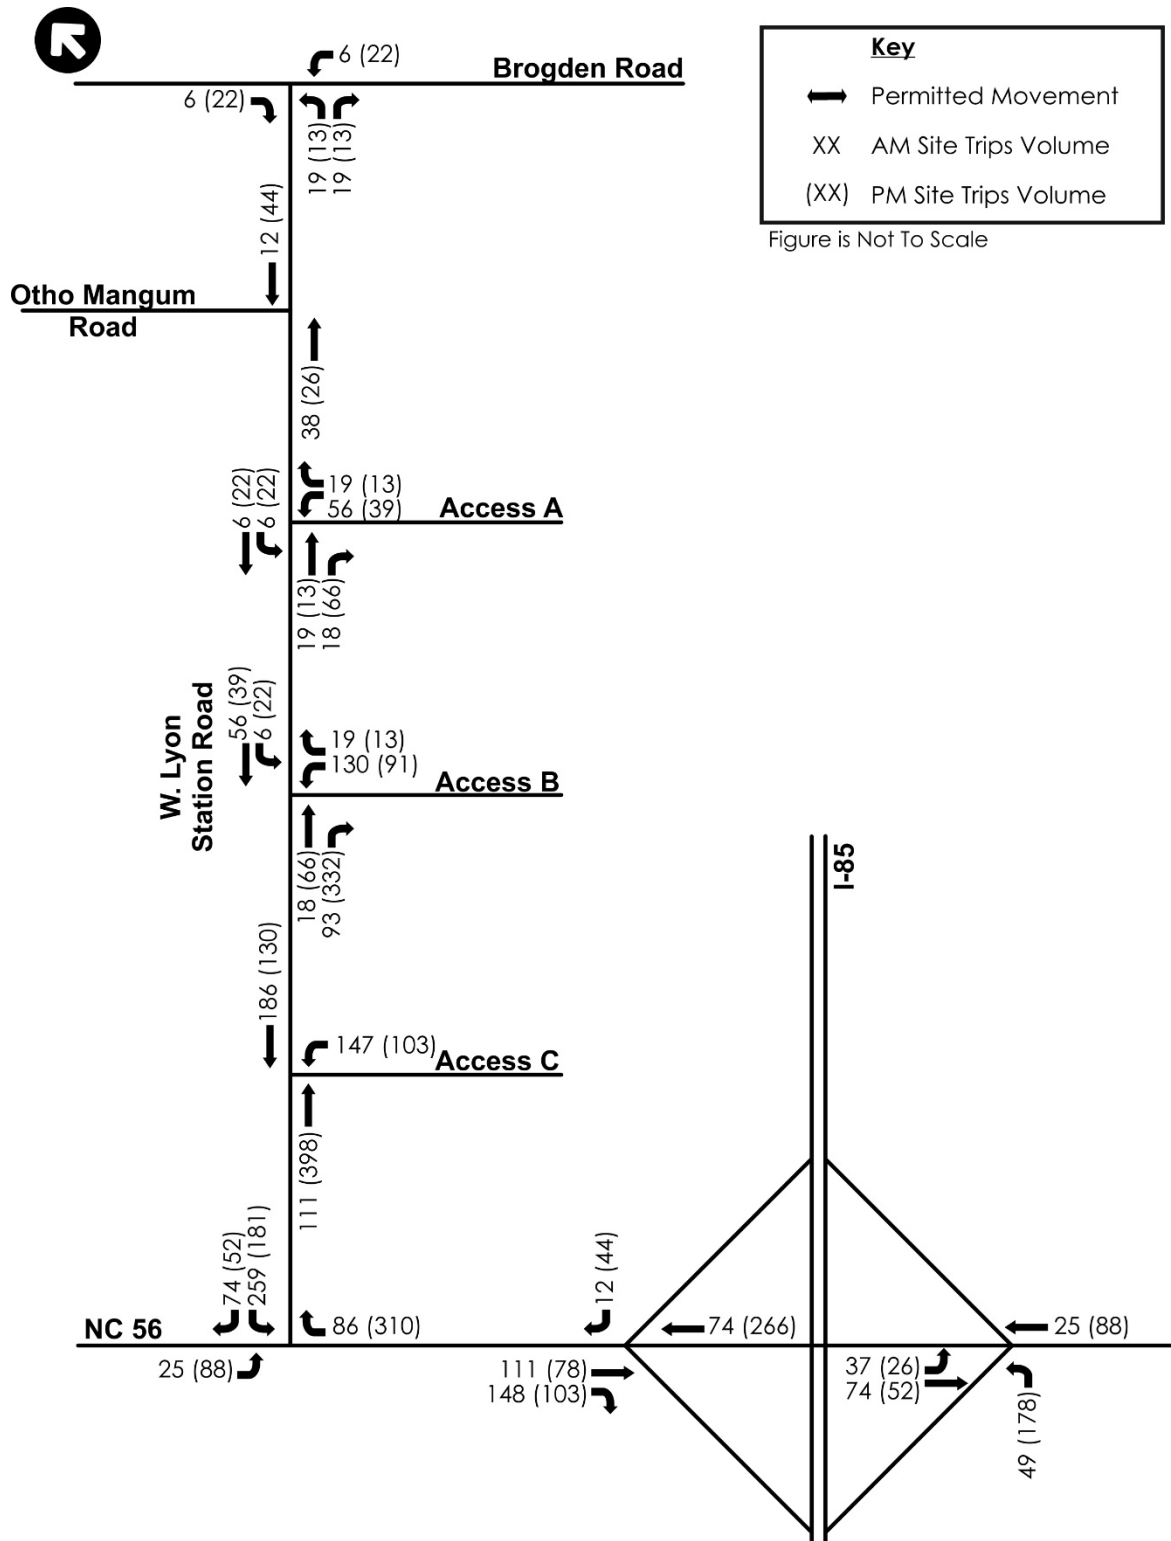 Key
Permitted Movement
XX AM Site Trips Volume
(XX) PM Site Trips Volume
Figure is Not To Scale
6 (22)
Brogden Road
6 (22)
19 (13)
19 (13)
12 (44)
Otho Mangum
Road
38 (26)
6 (22)
6 (22)
19 (13)
56 (39)
Access A
19 (13)
18 (66)
W. Lyon
Station Road
56 (39)
6 (22)
19 (13)
130 (91)
Access B
18 (66)
93 (332)
I-85
186 (130)
147 (103)
Access C
111 (398)
74 (52)
259 (181)
NC 56
86 (310)
25 (88)
12 (44)
111 (78)
148 (103)
74 (266)
37 (26)
74 (52)
25 (88)
49 (178)